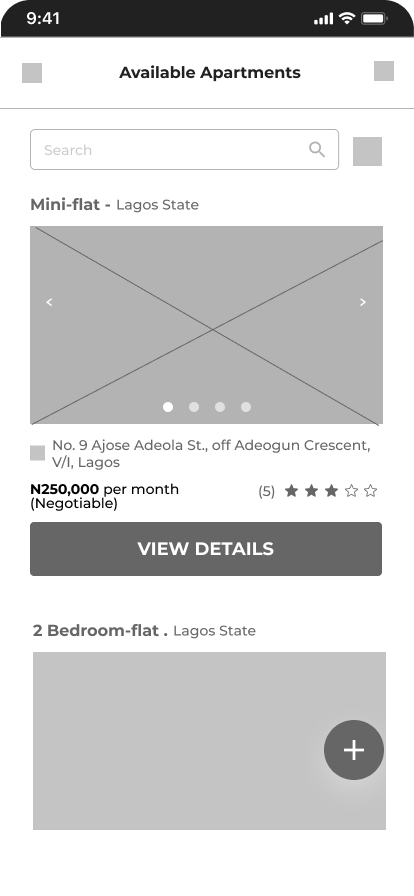 9:41
Available Apartments
Search
Mini-flat - Lagos State
No. 9 Ajose Adeola St., off Adeogun Crescent,
V/I, Lagos
N250,000 per month
(Negotiable)
(5)
VIEW DETAILS
2 Bedroom-flat . Lagos State